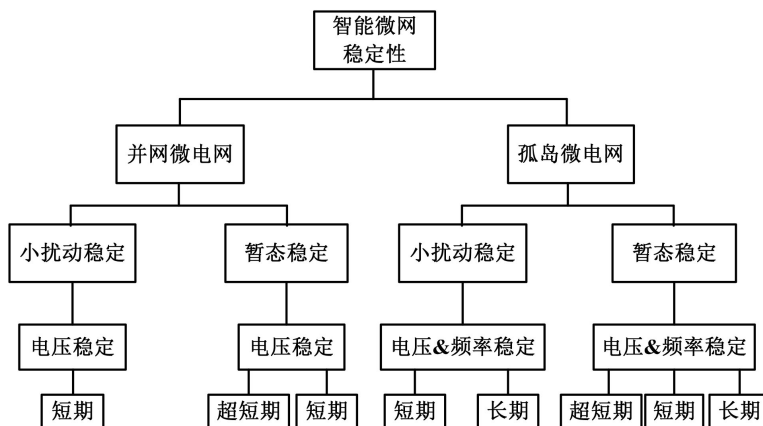 智能微网
稳定性
并网微电网
孤岛微电网
小扰动稳定
暂态稳定
小扰动稳定
暂态稳定
电压稳定
电压稳定
电压&频率稳定
电压&频率稳定
短期
超短期
短期
短期
长期
超短期
短期
长期